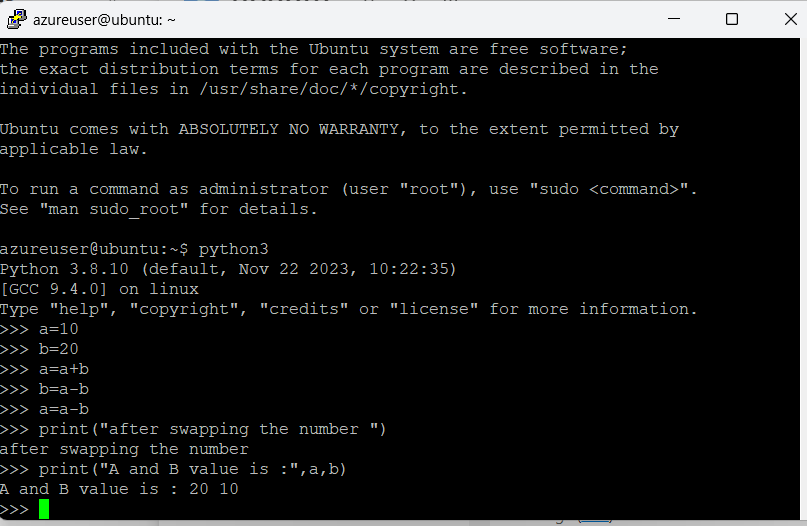 azureuser@ubuntu: ~
The programs included with the Ubuntu system are free software;
the exact distribution terms for each program are described in the
individual files in /usr/share/doc/*/copyright.
Ubuntu comes with ABSOLUTELY NO WARRANTY, to the extent permitted by
applicable law.
To run a command as administrator (user "root"), use "sudo <command>".
See "man sudo_root" for details.
azureuser@ubuntu:~$ python3
Python 3.8.10 (default, Nov 22 2023, 10:22:35)
[GCC 9.4.0] on linux
Type "help", "copyright", "credits" or "license" for more information.
>>> a=10
>>> b=20
>>> a=a+b
>>> b=a-b
>>> a=a-b
>>> print("after swapping the number ")
after swapping the number
>>> print("A and B value is :",a,b)
A and B value is : 20 10
>>>